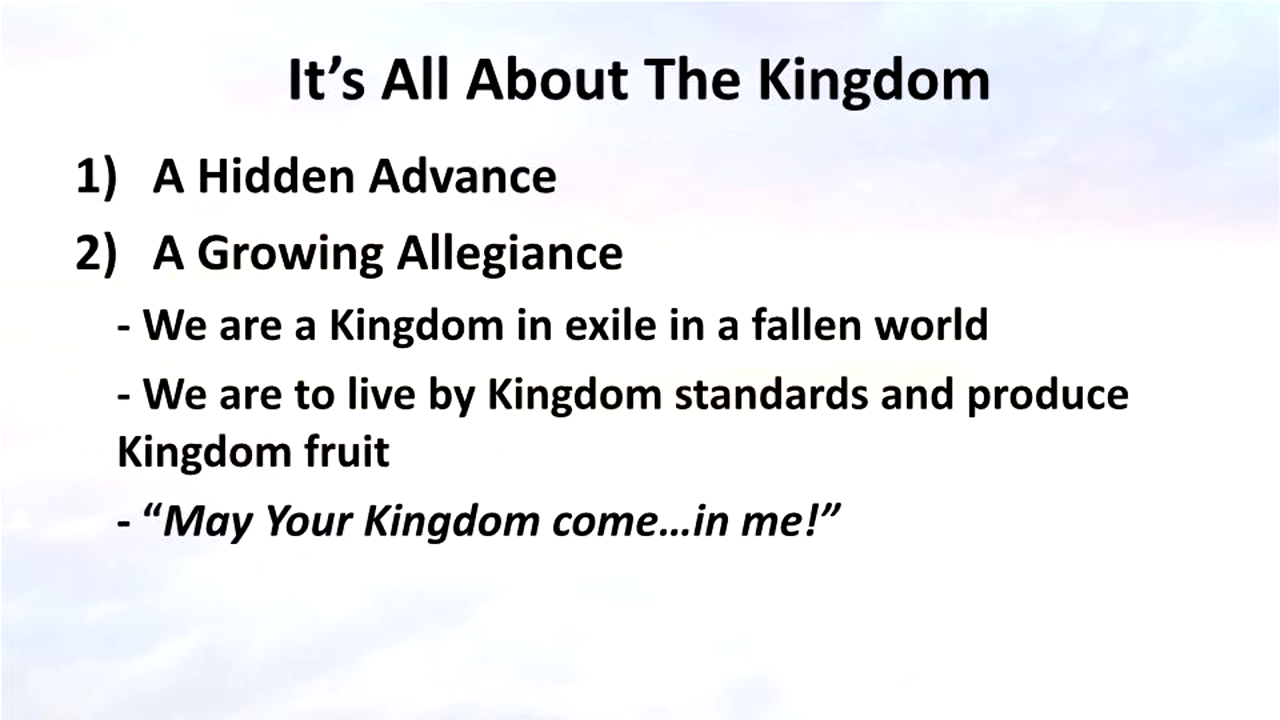 It’s All About The Kingdom
1) A Hidden Advance
2) A Growing Allegiance
- We are a Kingdom in exile in a fallen world
- We are to live by Kingdom standards and produce
Kingdom fruit
- “May Your Kingdom come…in me!”